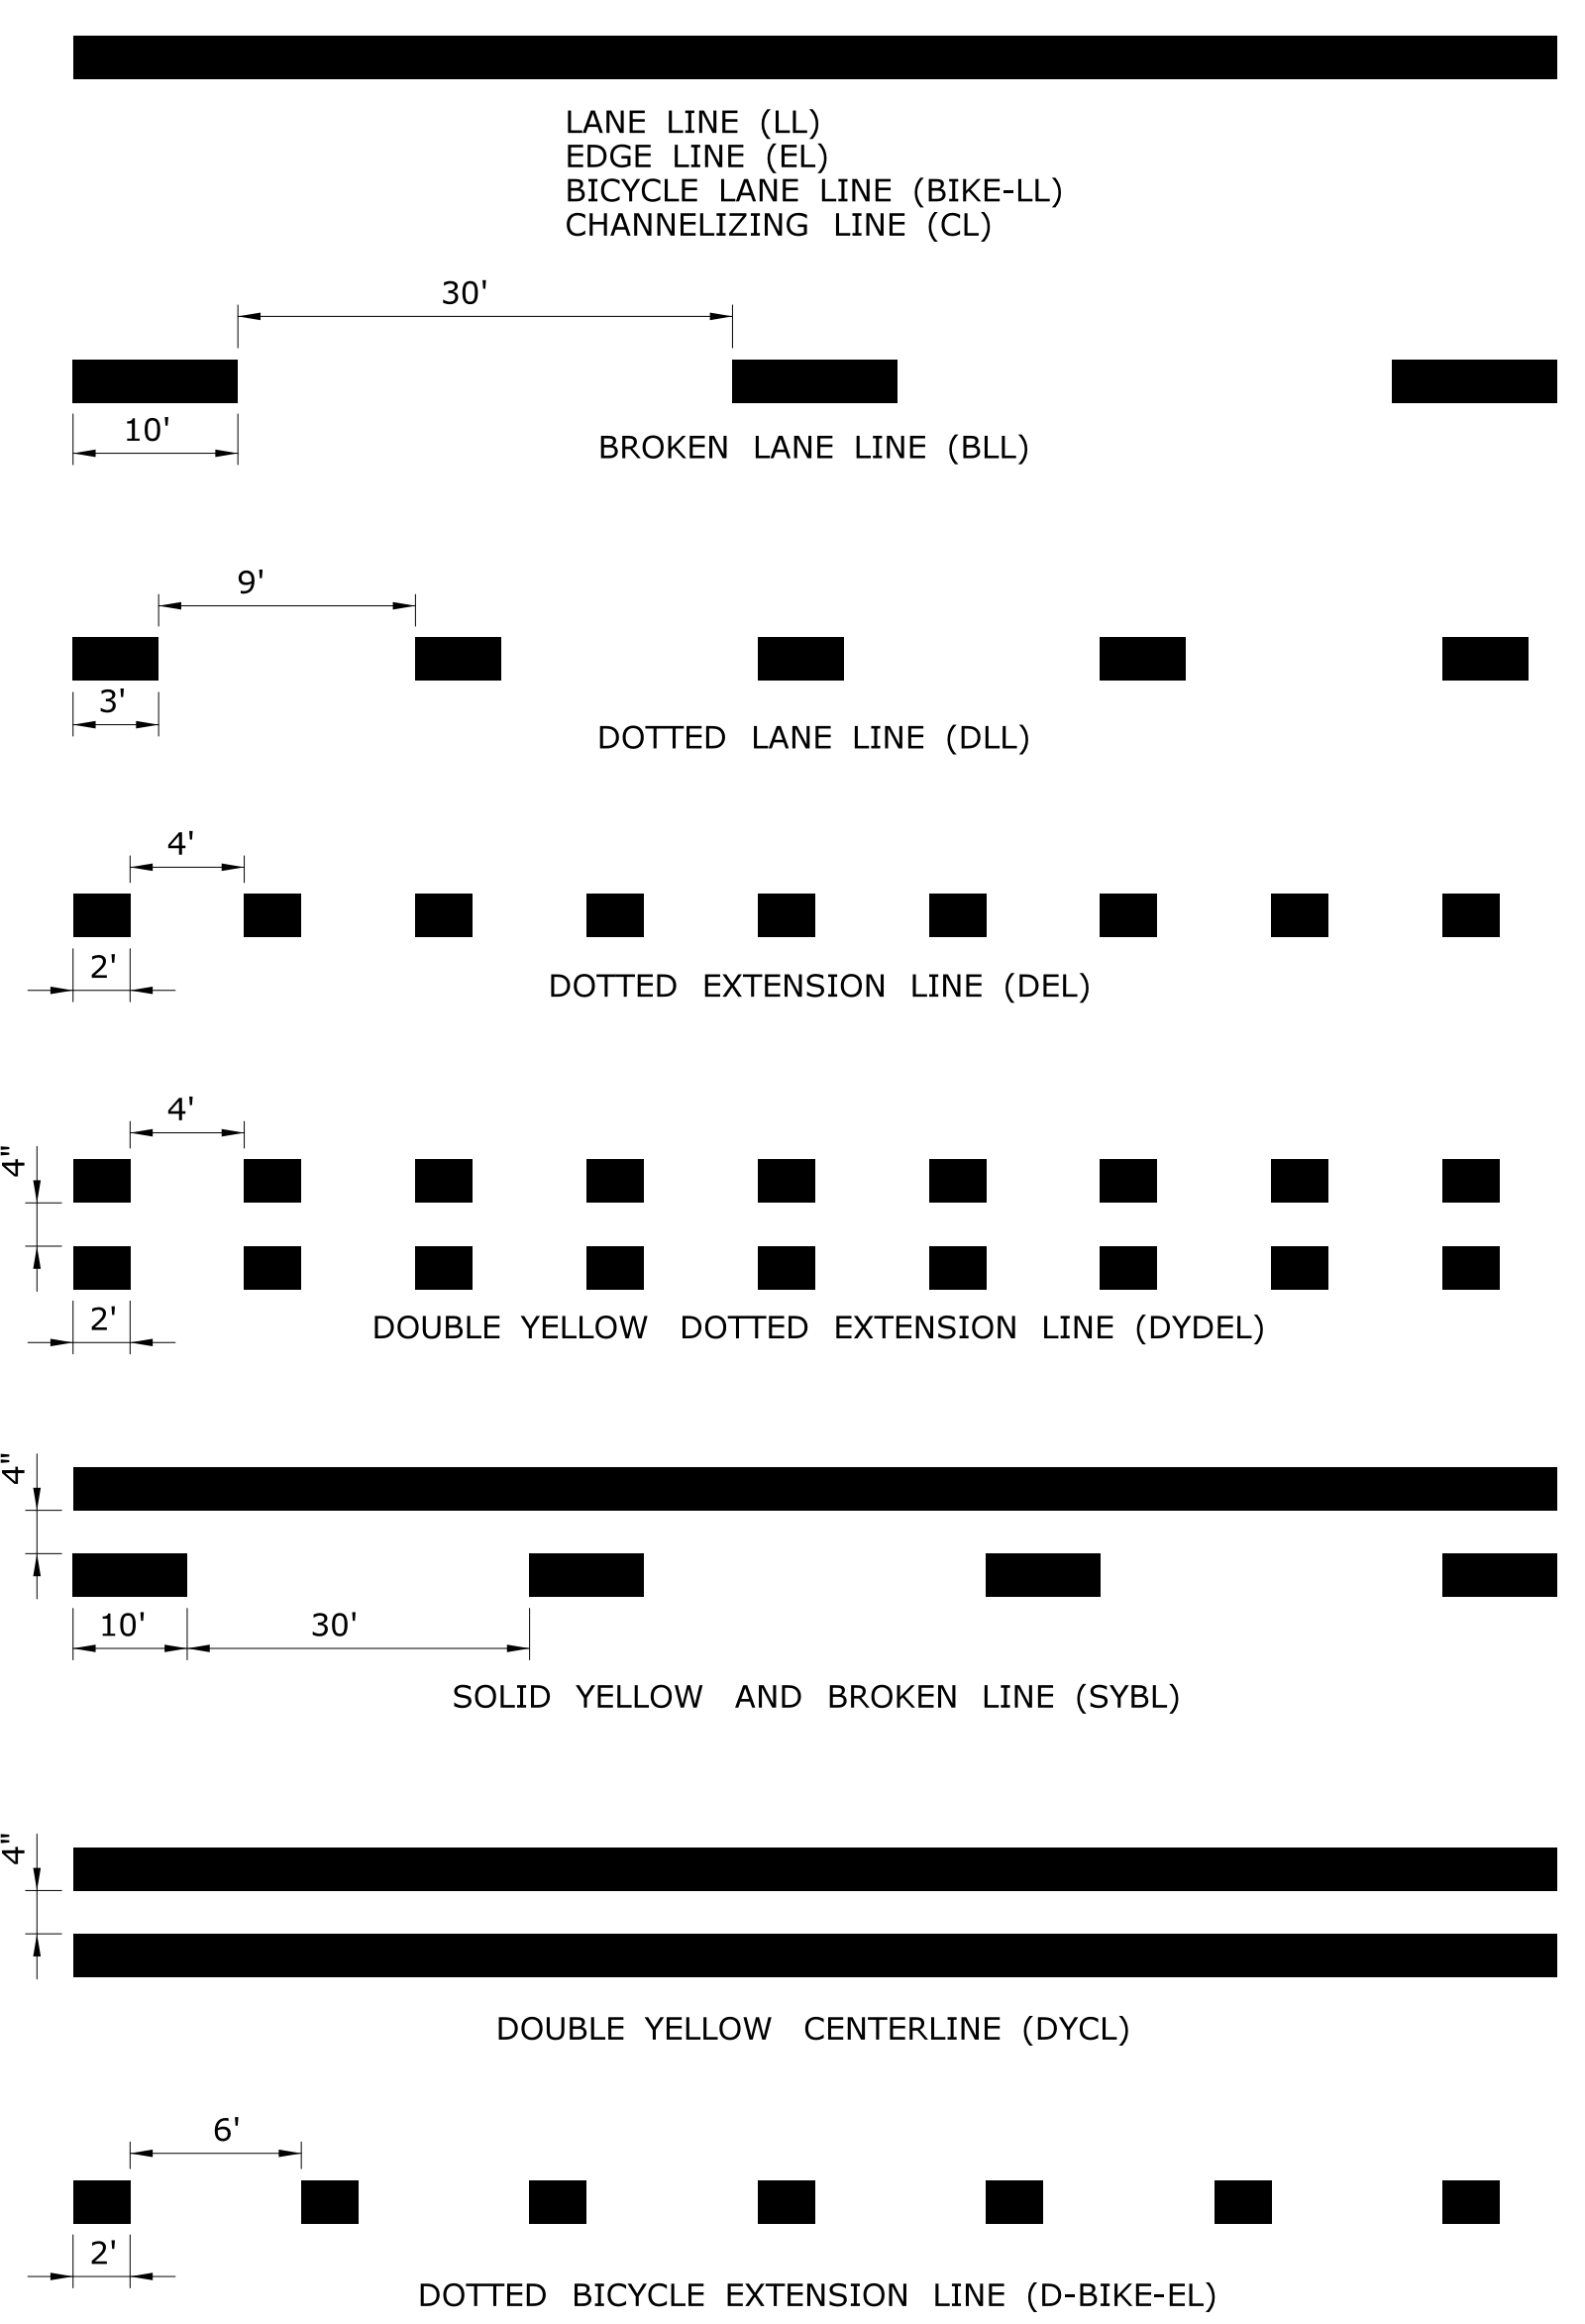 LANE LINE (LL)
EDGE LINE (EL)
BICYCLE LANE LINE (BIKE-LL)
CHANNELIZING LINE (CL)
30'
10'
BROKEN LANE LINE (BLL)
9'
3'
DOTTED LANE LINE (DLL)
4'
2'
DOTTED EXTENSION LINE (DEL)
4'
4"
2'
DOUBLE YELLOW DOTTED EXTENSION LINE (DYDEL)
4"
10' 30'
SOLID YELLOW AND BROKEN LINE (SYBL)
4"
DOUBLE YELLOW CENTERLINE (DYCL)
6'
2'
DOTTED BICYCLE EXTENSION LINE (D-BIKE-EL)